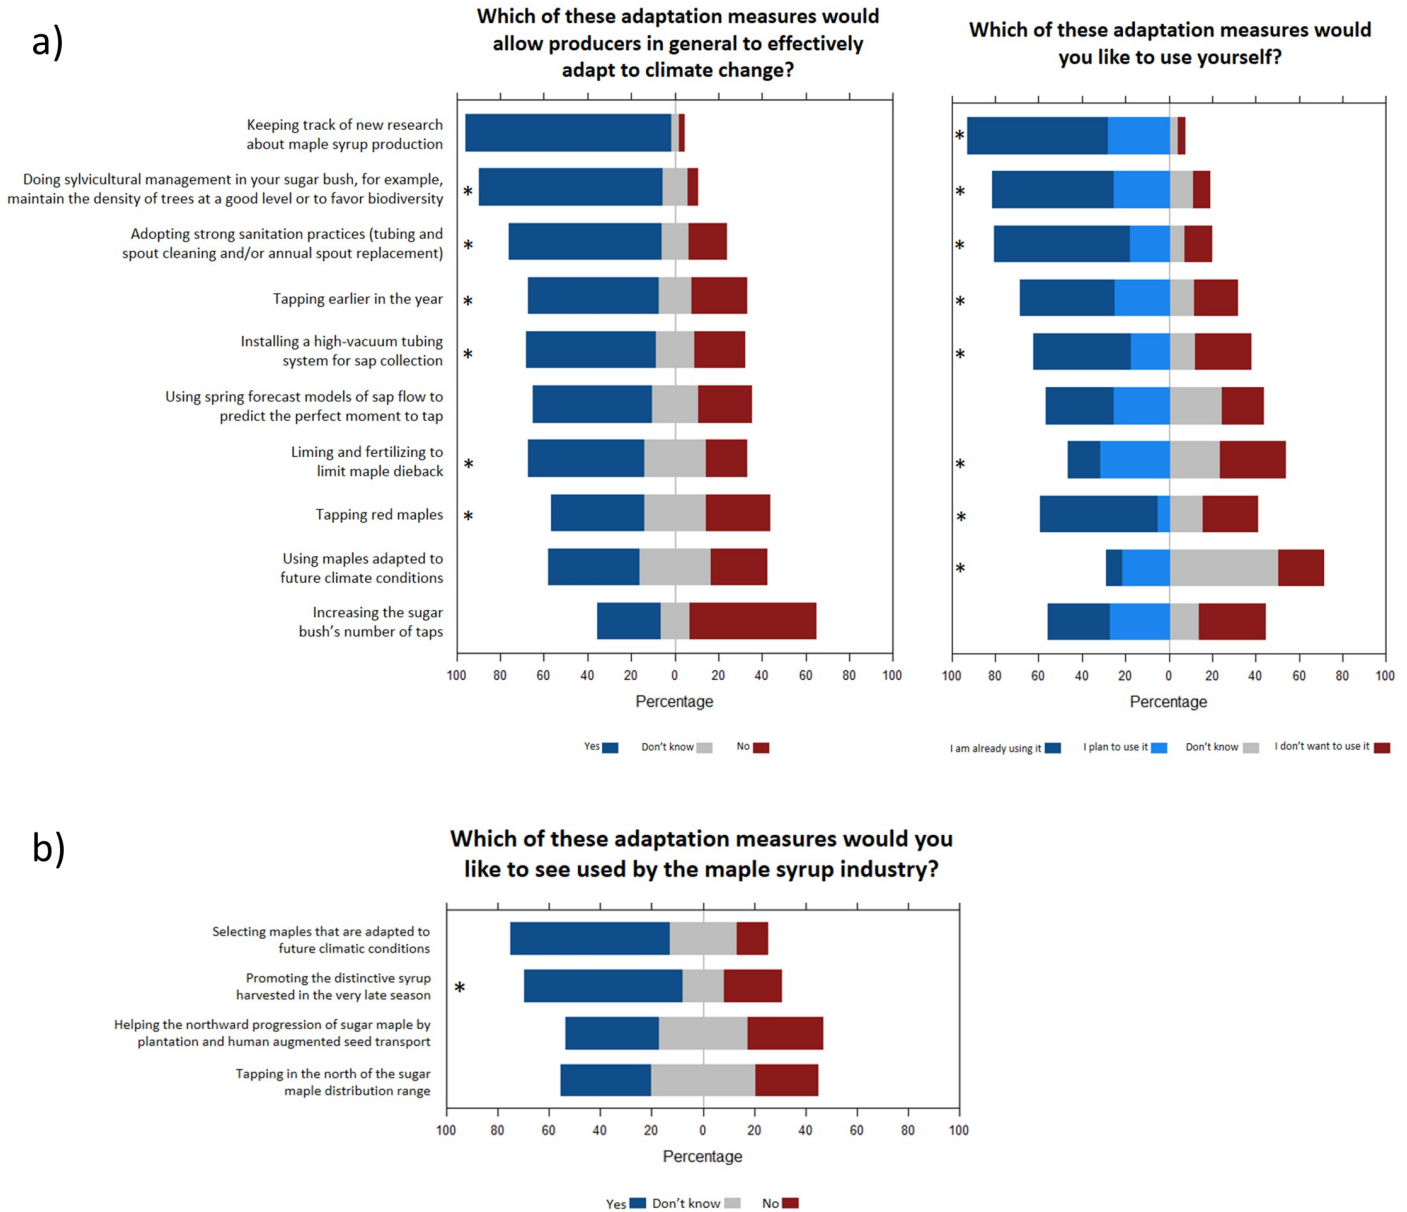 a)
Which of these adaptation measures would
allow producers in general to effectively
adapt to climate change?
Which of these adaptation measures would
you like to use yourself?
Keeping track of new research
about maple syrup production
*
Doing sylvicultural management in your sugar bush, for example,
maintain the density of trees at a good level or to favor biodiversity
* *
Adopting strong sanitation practices (tubing and
spout cleaning and/or annual spout replacement)
* *
Tapping earlier in the year
* *
Installing a high-vacuum tubing
system for sap collection
* *
Using spring forecast models of sap flow to
predict the perfect moment to tap
Liming and fertilizing to
limit maple dieback
* *
Tapping red maples
* *
Using maples adapted to
future climate conditions
*
Increasing the sugar
bush's number of taps
100 80 60 40 20 0 20 40 60 80 100
Percentage
Yes Don't know No
100 80 60 40 20 0 20 40 60 80 100
Percentage
I am already using it I plan to use it Don't know I don't want to use it
b)
Which of these adaptation measures would you
like to see used by the maple syrup industry?
Selecting maples that are adapted to
future climatic conditions
Promoting the distinctive syrup
harvested in the very late season
*
Helping the northward progression of sugar maple by
plantation and human augmented seed transport
Tapping in the north of the sugar
maple distribution range
100 80 60 40 20 0 20 40 60 80 100
Percentage
Yes Don't know No